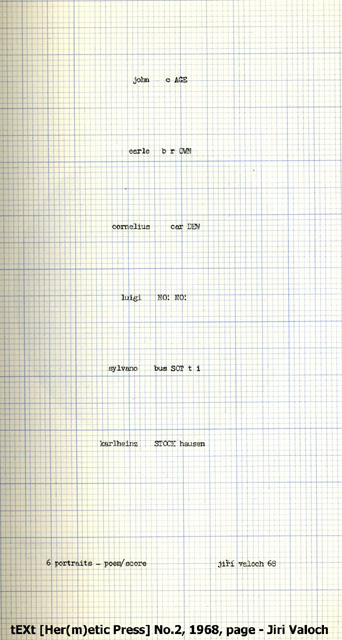 john c AGE
earle b r OWN
cornelius car DEW
luigi NO! NO!
sylvano bus SOT t i
karlheinz STOCK hausen
6 portraits - poem/score jiří valoch 68
tEXt [Her(m)etic Press] No.2, 1968, page - Jiri Valoch